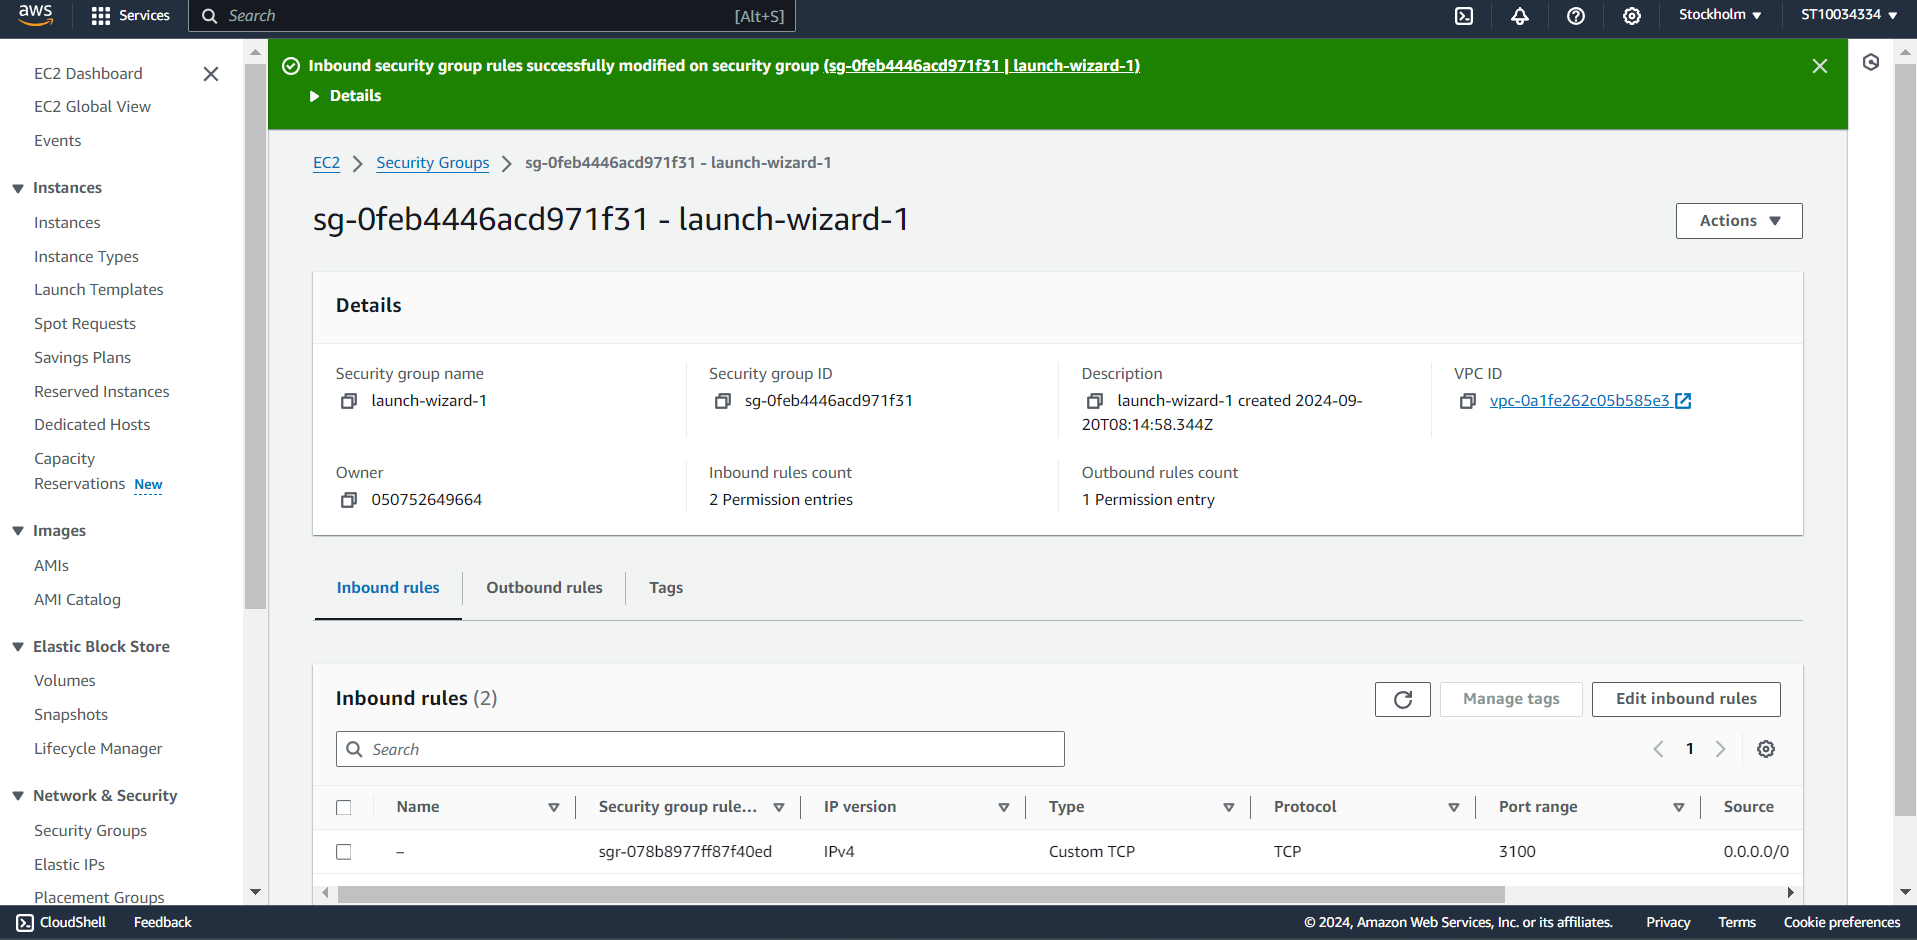 aws
Services
Search
[Alt+S]
Stockholm
ST10034334
EC2 Dashboard
EC2 Global View
Events
Instances
Instances
Instance Types
Launch Templates
Spot Requests
Savings Plans
Reserved Instances
Dedicated Hosts
Capacity
Reservations New
Images
AMIs
AMI Catalog
Elastic Block Store
Volumes
Snapshots
Lifecycle Manager
Network & Security
Security Groups
Elastic IPs
Placement Groups
Inbound security group rules successfully modified on security group (sg-0feb4446acd971f31 | launch-wizard-1)
Details
EC2 Security Groups sg-0feb4446acd971f31 - launch-wizard-1
sg-0feb4446acd971f31 - launch-wizard-1
Actions
Details
Security group name
launch-wizard-1
Security group ID
sg-0feb4446acd971f31
Description
launch-wizard-1 created 2024-09-
20T08:14:58.344Z
VPC ID
vpc-0a1fe262c05b585e3
Owner
050752649664
Inbound rules count
2 Permission entries
Outbound rules count
1 Permission entry
Inbound rules
Outbound rules
Tags
Inbound rules (2)
Manage tags
Edit inbound rules
Search
1
Name Security group rule... IP version Type Protocol Port range Source
– sgr-078b8977ff87f40ed IPv4 Custom TCP TCP 3100 0.0.0.0/0
CloudShell Feedback
© 2024, Amazon Web Services, Inc. or its affiliates. Privacy Terms Cookie preferences